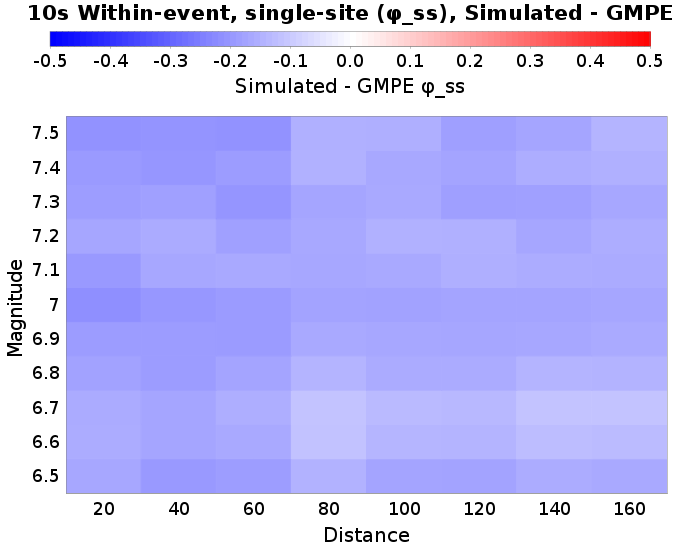 10s Within-event, single-site (φ_ss), Simulated - GMPE
-0.5 -0.4 -0.3 -0.2 -0.1 0.0 0.1 0.2 0.3 0.4 0.5
Simulated - GMPE φ_ss
7.5
7.4
7.3
7.2
7.1
7
6.9
6.8
6.7
6.6
6.5
Magnitude
20 40 60 80 100 120 140 160
Distance